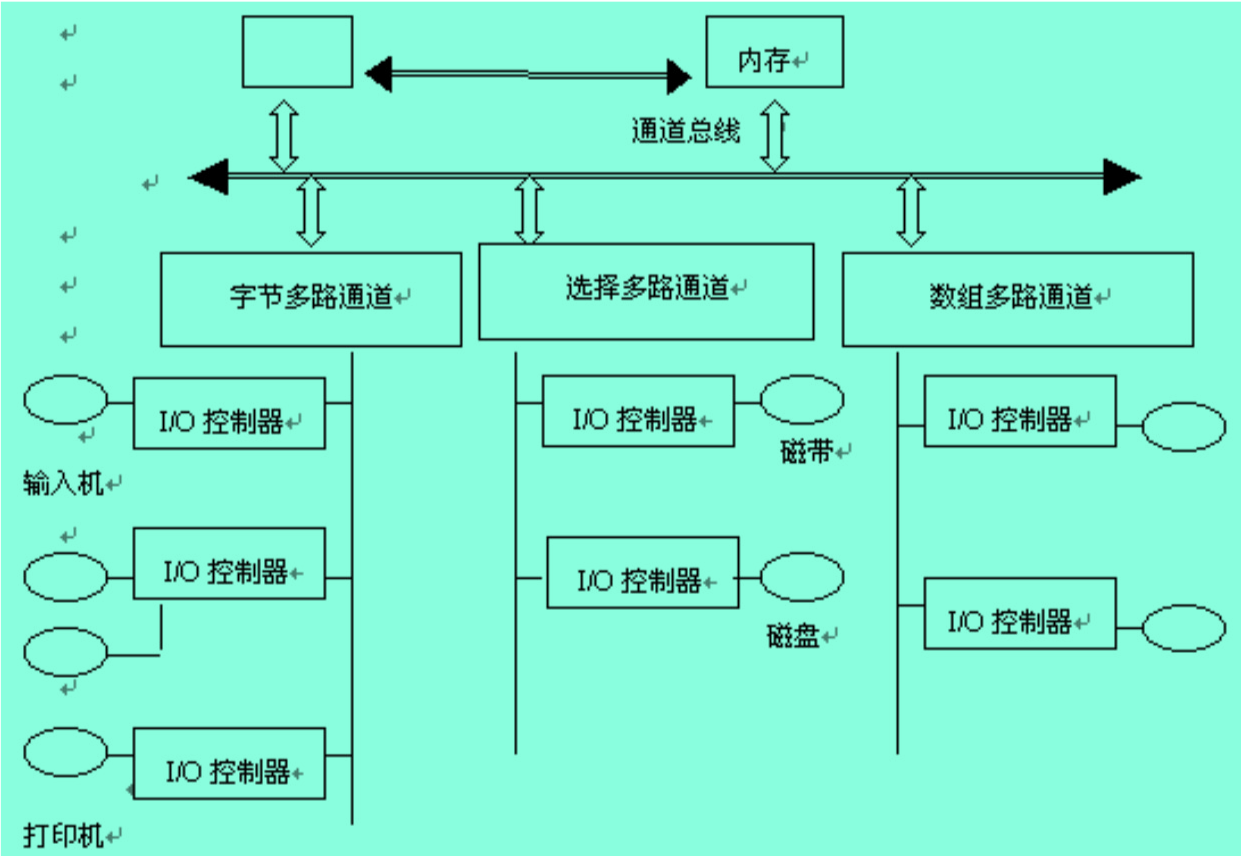 内存
通道总线
字节多路通道
选择多路通道
数组多路通道
I/O 控制器
I/O 控制器
I/O 控制器
磁带
输入机
I/O 控制器
I/O 控制器
磁盘
I/O 控制器
I/O 控制器
打印机